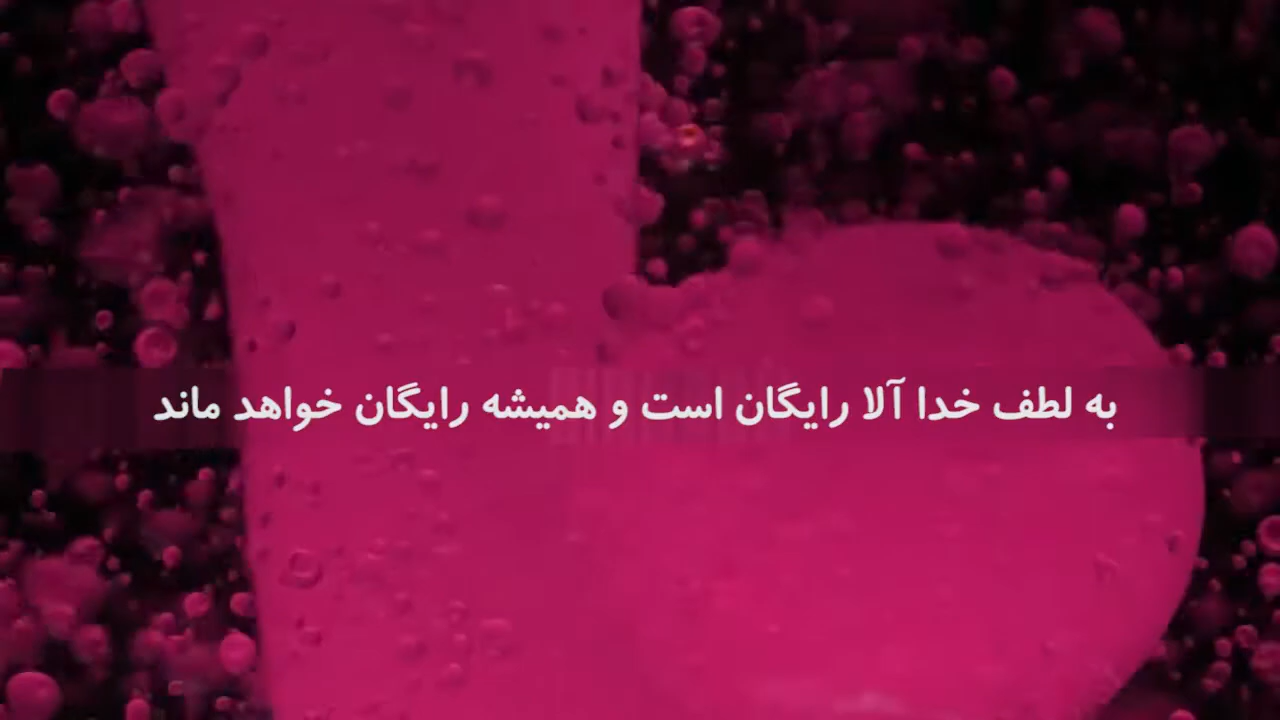 به لطف خدا آلا رایگان است و همیشه رایگان خواهد ماند